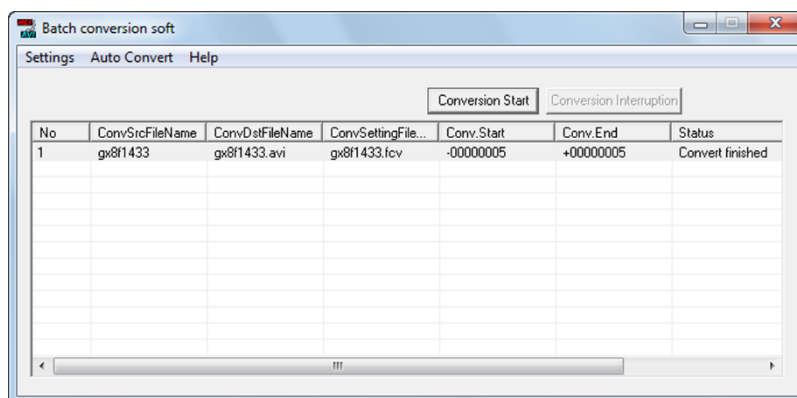 Batch conversion soft
Settings Auto Convert Help
Conversion Start Conversion Interruption
No ConvSrcFileName ConvDstFileName ConvSettingFile... Conv.Start Conv.End Status
1 gx8f1433 gx8f1433.avi gx8f1433.fcv -00000005 +00000005 Convert finished